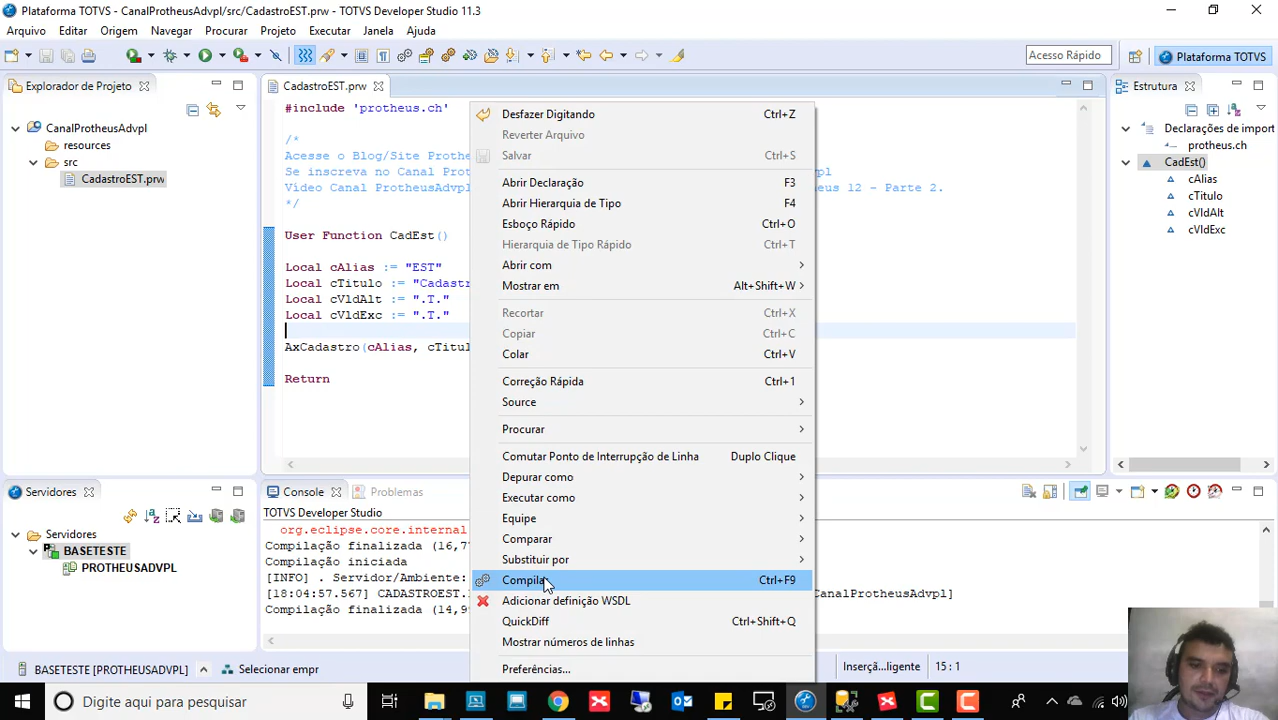 Plataforma TOTVS - CanalProtheusAdvpl/src/CadastroEST.prw - TOTVS Developer Studio 11.3
Arquivo Editar Origem Navegar Procurar Projeto Executar Janela Ajuda
Acesso Rápido Plataforma TOTVS
Explorador de Projeto
CanalProtheusAdvpl
resources
src
CadastroEST.prw
CadastroEST.prw
#include 'protheus.ch'
/*
Acesse o Blog/Site Prothe
Se inscreva no Canal Prot
Vídeo Canal ProtheusAdvpl
vpl
heus 12 - Parte 2.
*/
User Function CadEst()
Local cAlias := "EST"
Local cTitulo := "Cadastr
Local cVldAlt := ".T."
Local cVldExc := ".T."
AxCadastro(cAlias, cTitul
Return
Desfazer Digitando Ctrl+Z
Reverter Arquivo
Salvar Ctrl+S
Abrir Declaração F3
Abrir Hierarquia de Tipo F4
Esboço Rápido Ctrl+O
Hierarquia de Tipo Rápido Ctrl+T
Abrir com
Mostrar em Alt+Shift+W
Recortar Ctrl+X
Copiar Ctrl+C
Colar Ctrl+V
Correção Rápida Ctrl+1
Source
Procurar
Comutar Ponto de Interrupção de Linha Duplo Clique
Depurar como
Executar como
Equipe
Comparar
Substituir por
Compila Ctrl+F9
Adicionar definição WSDL
QuickDiff Ctrl+Shift+Q
Mostrar números de linhas
Preferências...
Estrutura
Declarações de import
protheus.ch
CadEst()
cAlias
cTitulo
cVldAlt
cVldExc
Servidores
Servidores
BASETESTE
PROTHEUSADVPL
Console Problemas
TOTVS Developer Studio
org.eclipse.core.internal
Compilação finalizada (16,7
Compilação iniciada
[INFO] . Servidor/Ambiente:
[18:04:57.567] CADASTROEST. CanalProtheusAdvpl]
Compilação finalizada (14,9
BASETESTE [PROTHEUSADVPL] Selecionar empr Inserçã...ligente 15 : 1
Digite aqui para pesquisar